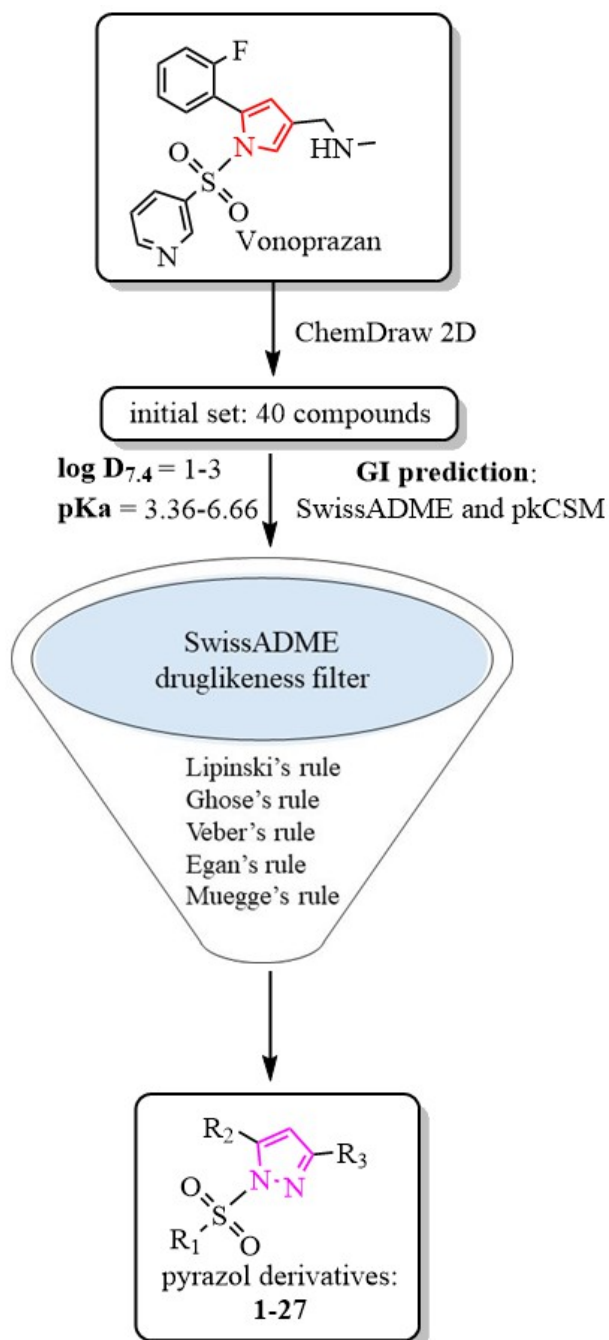 F
N
HN
O
S
O
N
Vonoprazan
ChemDraw 2D
initial set: 40 compounds
log D7.4 = 1-3
GI prediction:
pKa = 3.36-6.66
SwissADME and pkCSM
SwissADME
druglikeness filter
Lipinski's rule
Ghose's rule
Veber's rule
Egan's rule
Muegge's rule
R2
R3
N
N
O
S
R1
O
pyrazol derivatives:
1-27